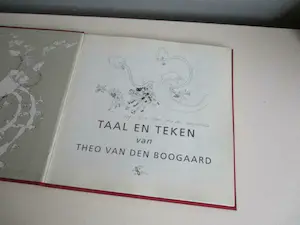 TAAL EN TEKEN
van
THEO VAN DEN BOOGAARD